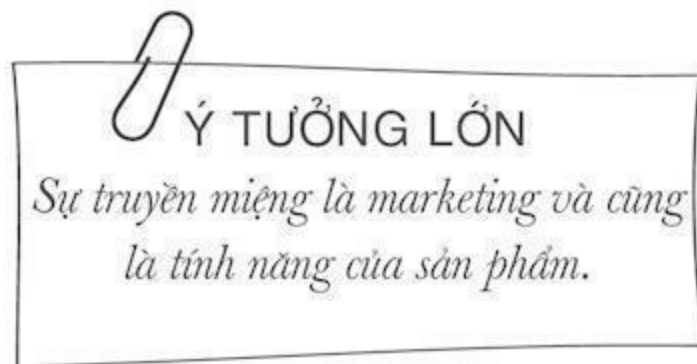 Ý TƯỞNG LỚN
Sự truyền miệng là marketing và cũng
là tính năng của sản phẩm.